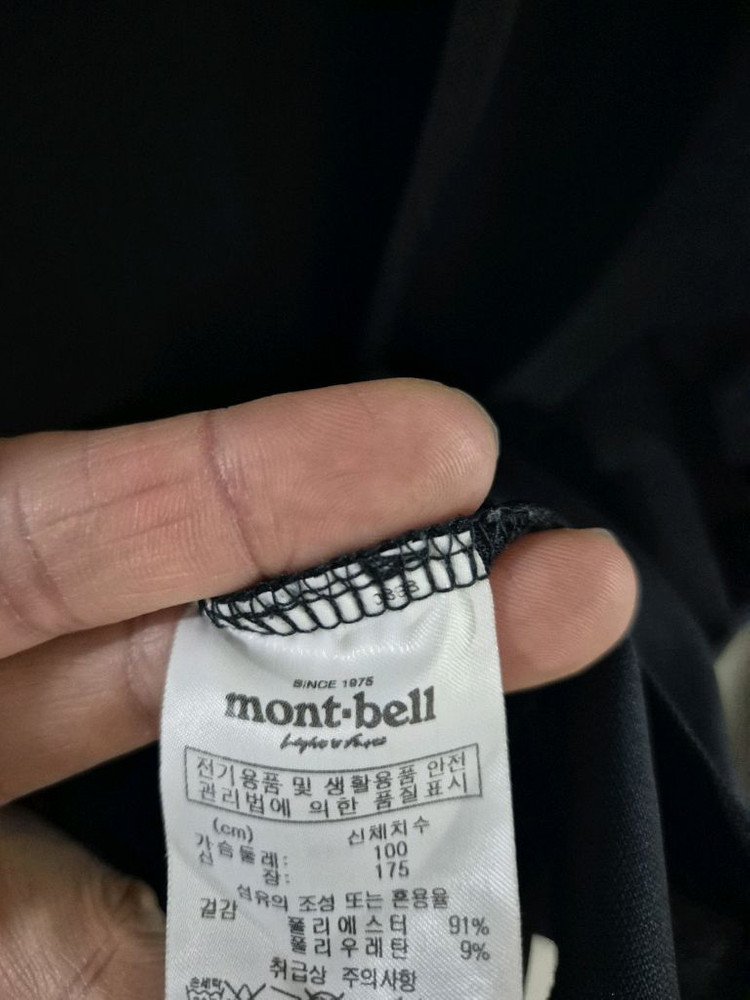 SINCE 1975
mont·bell
전기용품 및 생활용품 안전
관리법에 의한 품질표시
(cm) 신체치수
가슴둘레: 100
신 장: 175
섬유의 조성 또는 혼용율
겉감
폴리에스터 91%
폴리우레탄 9%
취급상 주의사항
손세탁